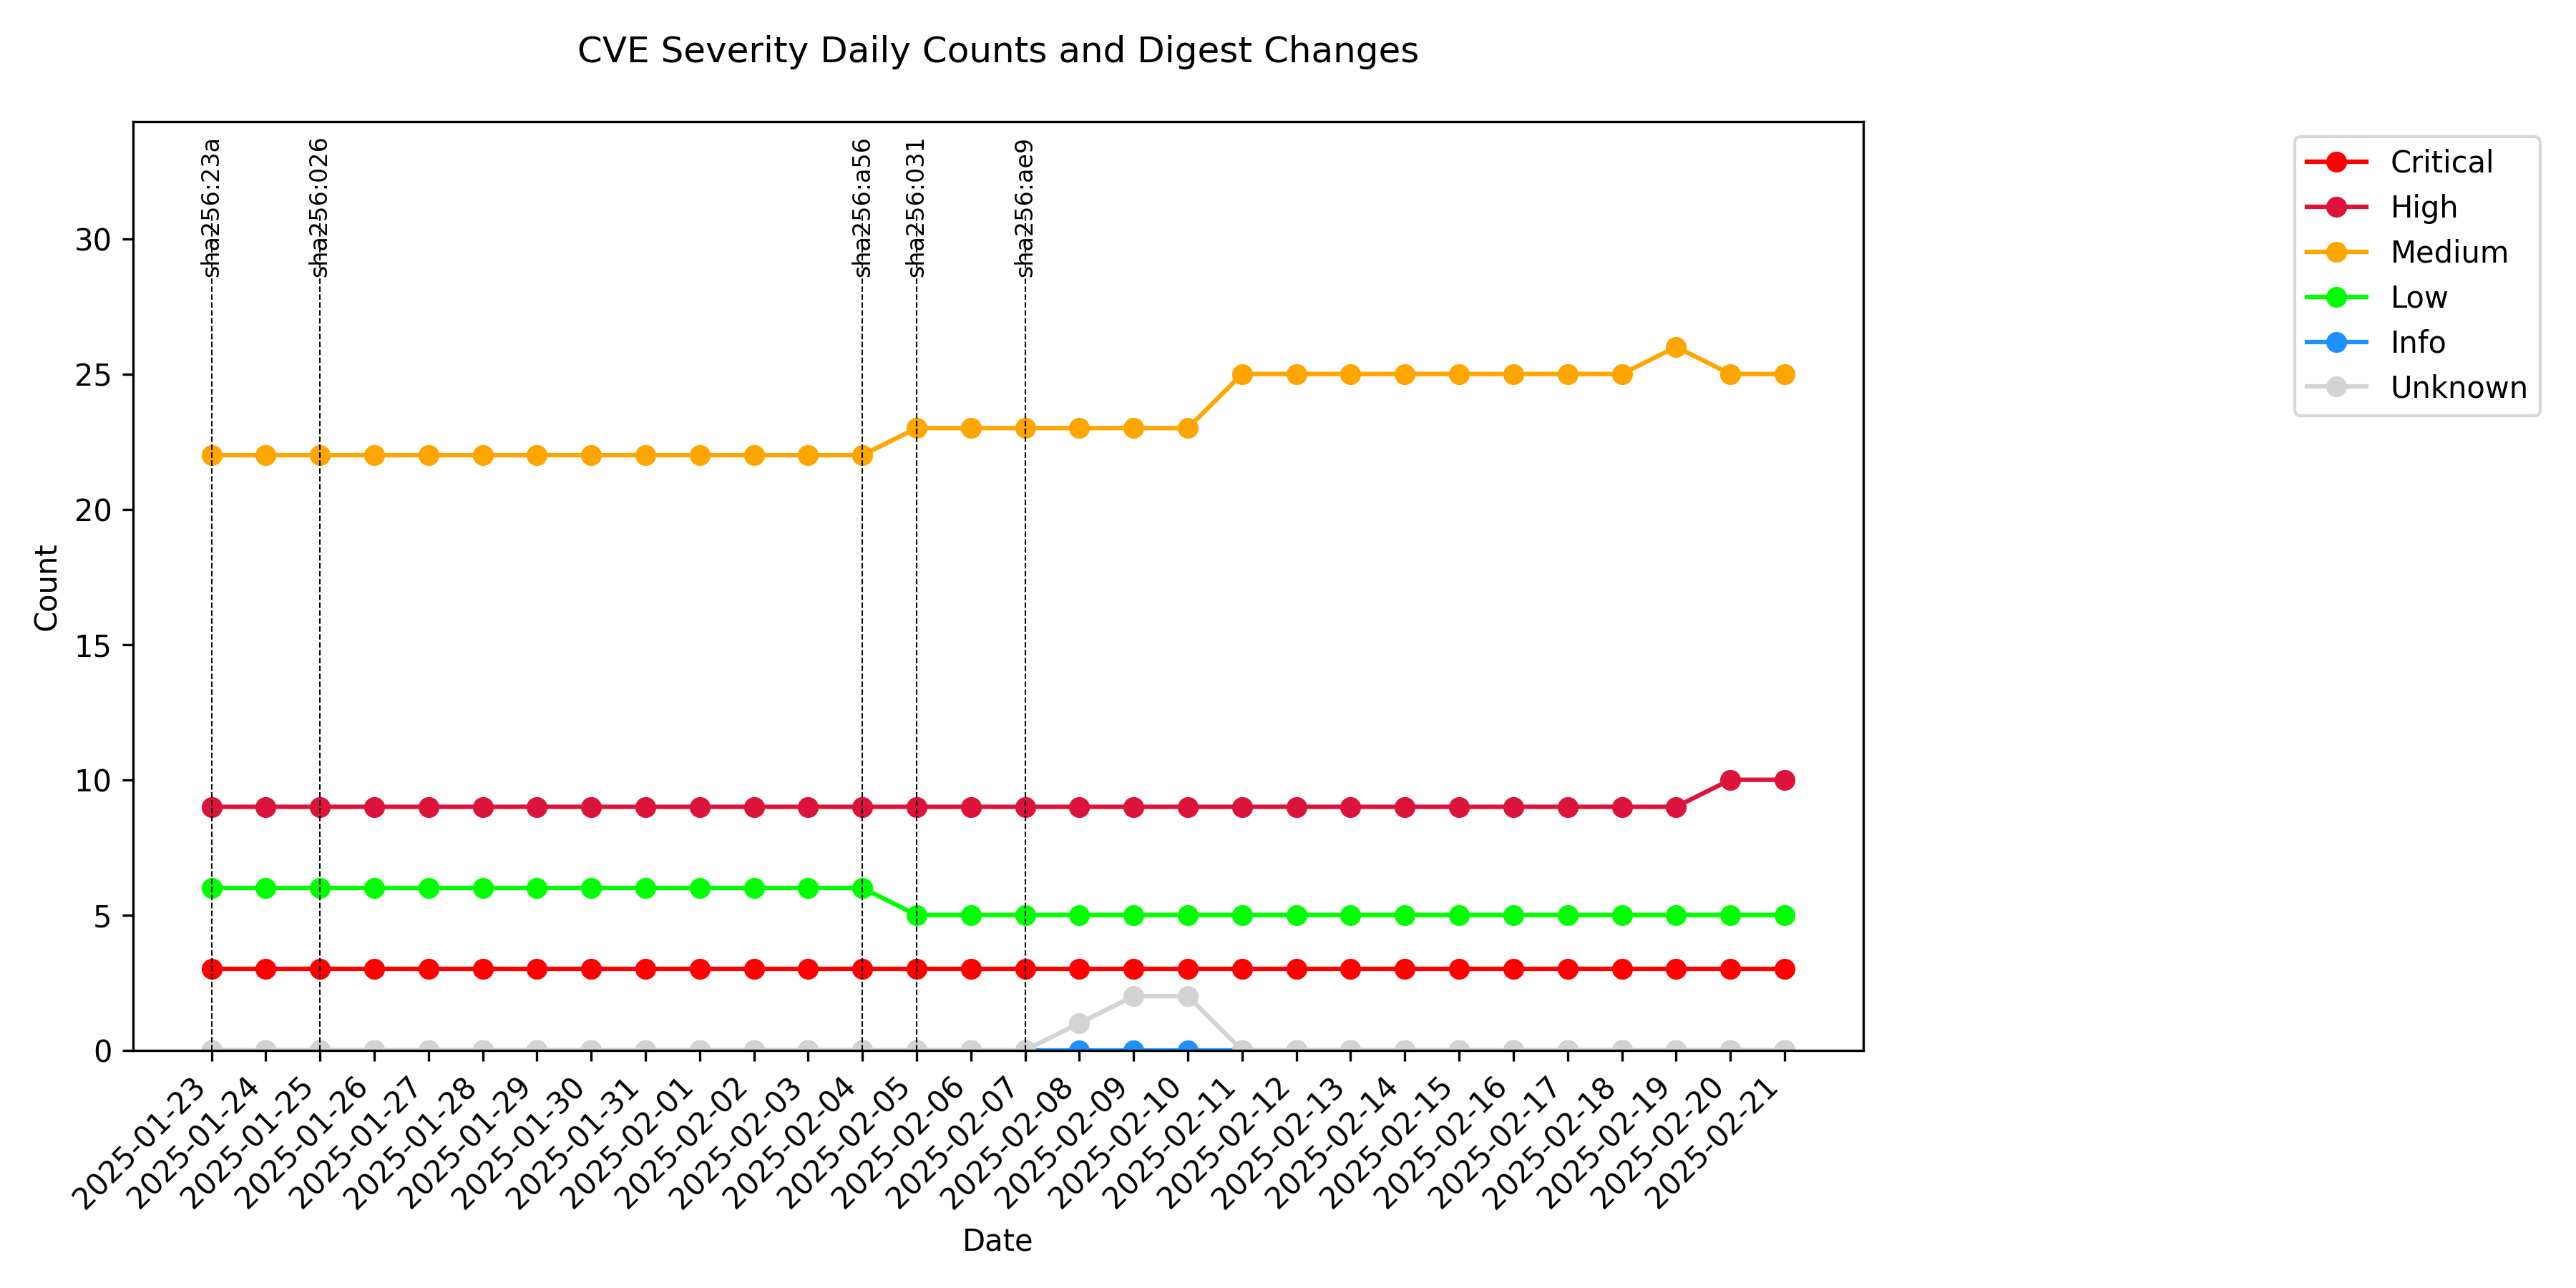 CVE Severity Daily Counts and Digest Changes
sha256:23a
sha256:026
sha256:a56
sha256:031
sha256:ae9
Critical
High
Medium
Low
Info
Unknown
Count
30
25
20
15
10
5
0
2025-01-23
2025-01-24
2025-01-25
2025-01-26
2025-01-27
2025-01-28
2025-01-29
2025-01-30
2025-01-31
2025-02-01
2025-02-02
2025-02-03
2025-02-04
2025-02-05
2025-02-06
2025-02-07
2025-02-08
2025-02-09
2025-02-10
2025-02-11
2025-02-12
2025-02-13
2025-02-14
2025-02-15
2025-02-16
2025-02-17
2025-02-18
2025-02-19
2025-02-20
2025-02-21
Date